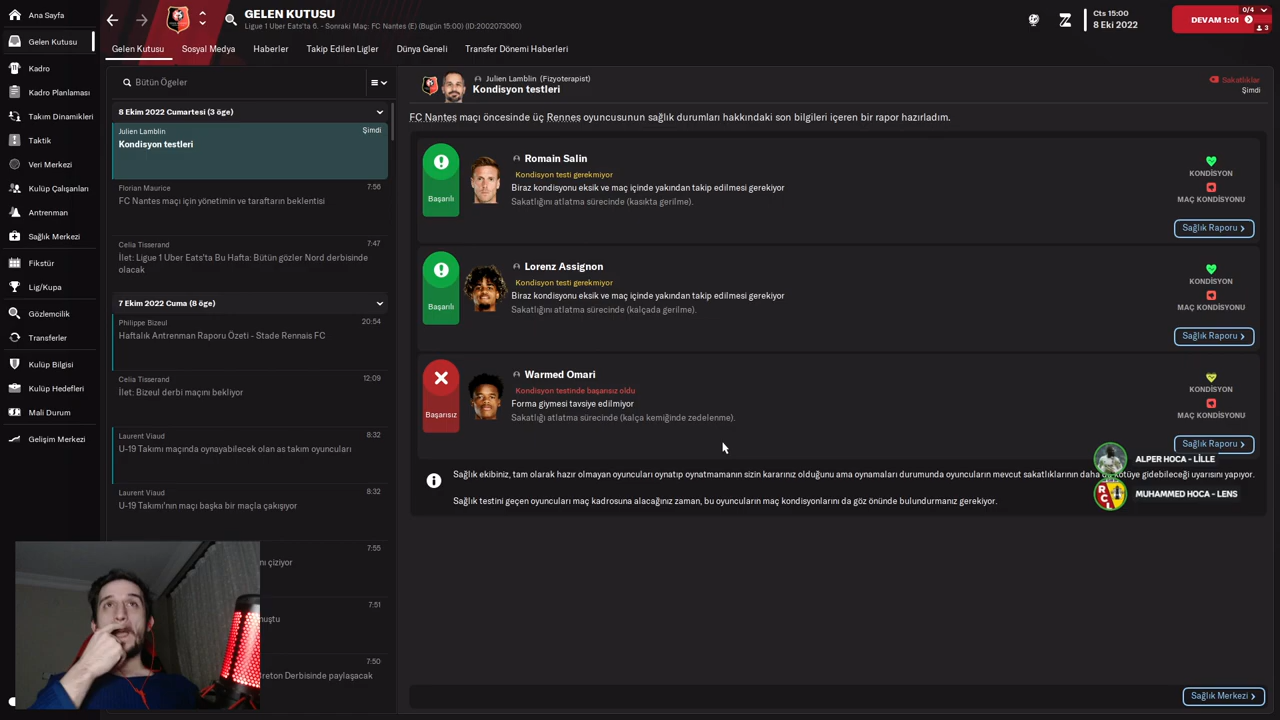 Ana Sayfa
Gelen Kutusu
Kadro
Kadro Planlaması
Takım Dinamikleri
Taktik
Veri Merkezi
Kulüp Çalışanları
Antrenman
Sağlık Merkezi
Fikstür
Lig/Kupa
Gözlemcilik
Transferler
Kulüp Bilgisi
Kulüp Hedefleri
Mali Durum
Gelişim Merkezi
GELEN KUTUSU
Ligue 1 Uber Eats'ta 6. - Sonraki Maç: FC Nantes (E) (Bugün 15:00) (ID:2002073060)
Cts 15:00
8 Eki 2022
DEVAM 1:01
0/4
3
Gelen Kutusu
Sosyal Medya
Haberler
Takip Edilen Ligler
Dünya Geneli
Transfer Dönemi Haberleri
Bütün Ögeler
8 Ekim 2022 Cumartesi (3 öge)
Julien Lamblin
Şimdi
Kondisyon testleri
Florian Maurice
7:56
FC Nantes maçı için yönetimin ve taraftarın beklentisi
Celia Tisserand
7:47
İlet: Ligue 1 Uber Eats'ta Bu Hafta: Bütün gözler Nord derbisinde
olacak
7 Ekim 2022 Cuma (8 öge)
Philippe Bizeul
20:54
Haftalık Antrenman Raporu Özeti - Stade Rennais FC
Celia Tisserand
12:09
İlet: Bizeul derbi maçını bekliyor
Laurent Viaud
8:32
U-19 Takımı maçında oynayabilecek olan as takım oyuncuları
Laurent Viaud
8:32
U-19 Takımı'nın maçı başka bir maçla çakışıyor
7:55
nı çiziyor
7:51
nuştu
7:50
reton Derbisinde paylaşacak
Julien Lamblin (Fizyoterapist)
Kondisyon testleri
Sakatlıklar
Şimdi
FC Nantes maçı öncesinde üç Rennes oyuncusunun sağlık durumları hakkındaki son bilgileri içeren bir rapor hazırladım.
Başarılı
Romain Salin
Kondisyon testi gerekmiyor
Biraz kondisyonu eksik ve maç içinde yakından takip edilmesi gerekiyor
Sakatlığını atlatma sürecinde (kasıkta gerilme).
KONDİSYON
MAÇ KONDİSYONU
Sağlık Raporu
Başarılı
Lorenz Assignon
Kondisyon testi gerekmiyor
Biraz kondisyonu eksik ve maç içinde yakından takip edilmesi gerekiyor
Sakatlığını atlatma sürecinde (kalçada gerilme).
KONDİSYON
MAÇ KONDİSYONU
Sağlık Raporu
Başarısız
Warmed Omari
Kondisyon testinde başarısız oldu
Forma giymesi tavsiye edilmiyor
Sakatlığı atlatma sürecinde (kalça kemiğinde zedelenme).
KONDİSYON
MAÇ KONDİSYONU
Sağlık Raporu
ALPER HOCA - LİLLE
Sağlık ekibiniz, tam olarak hazır olmayan oyuncuları oynatıp oynatmamanın sizin kararınız olduğunu ama oynamaları durumunda oyuncuların mevcut sakatlıklarının daha kötüye gidebileceği uyarısını yapıyor.
MUHAMMED HOCA - LENS
Sağlık testini geçen oyuncuları maç kadrosuna alacağınız zaman, bu oyuncuların maç kondisyonlarını da göz önünde bulundurmanız gerekiyor.
Sağlık Merkezi